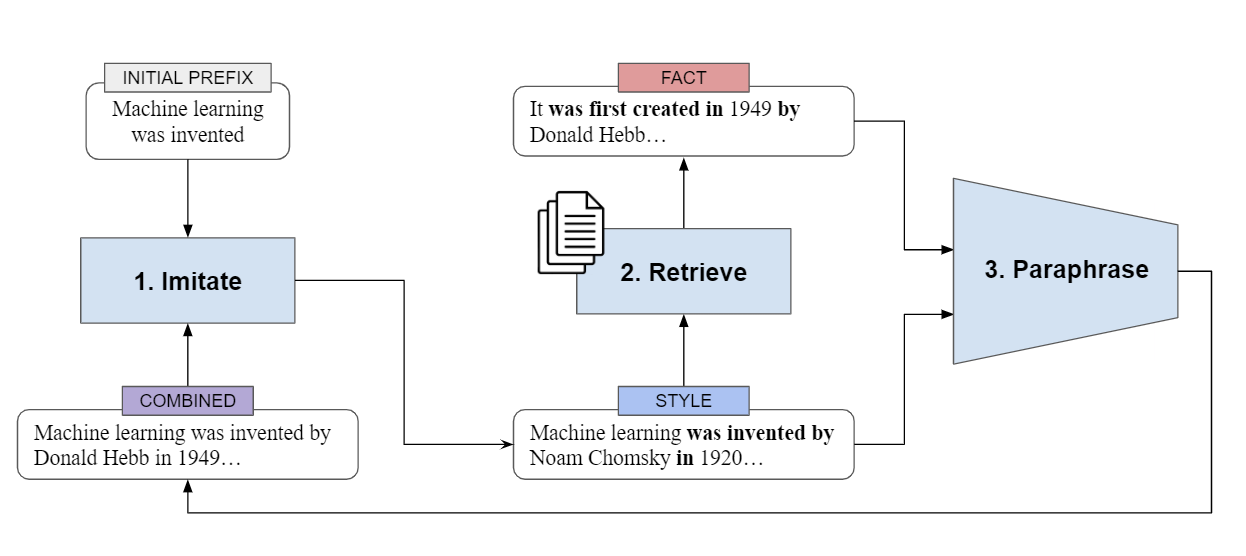 INITIAL PREFIX
Machine learning
was invented
1. Imitate
COMBINED
Machine learning was invented by
Donald Hebb in 1949…
FACT
It was first created in 1949 by
Donald Hebb…
2. Retrieve
STYLE
Machine learning was invented by
Noam Chomsky in 1920…
3. Paraphrase